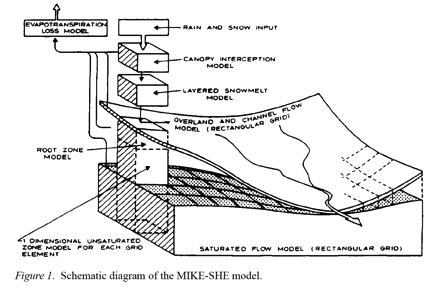 EVAPOTRANSPIRATION
LOSS MODEL
RAIN AND SNOW INPUT
CANOPY INTERCEPTION
MODEL
LAYERED SNOWMELT
MODEL
OVERLAND AND CHANNEL FLOW
MODEL (RECTANGULAR GRID)
ROOT ZONE
MODEL
1 DIMENSIONAL UNSATURATED
ZONE MODEL FOR EACH GRID
ELEMENT
SATURATED FLOW MODEL (RECTANGULAR GRID)
Figure 1. Schematic diagram of the MIKE-SHE model.